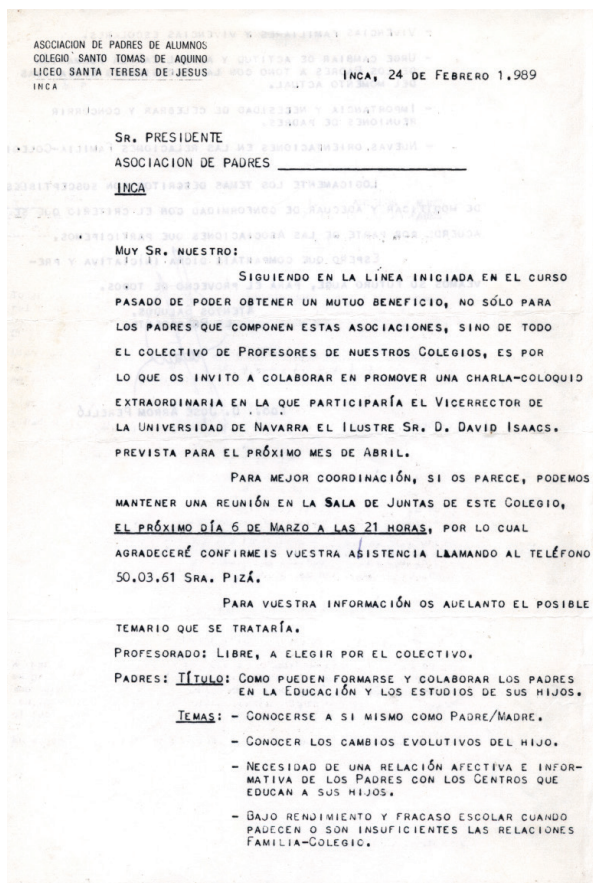 ASOCIACION DE PADRES DE ALUMNOS
COLEGIO SANTO TOMAS DE AQUINO
LICEO SANTA TERESA DE JESUS
INCA
INCA, 24 DE FEBRERO 1.989
SR. PRESIDENTE
ASOCIACION DE PADRES
INCA
MUY SR. NUESTRO:
SIGUIENDO EN LA LÍNEA INICIADA EN EL CURSO
PASADO DE PODER OBTENER UN MUTUO BENEFICIO, NO SÓLO PARA
LOS PADRES QUE COMPONEN ESTAS ASOCIACIONES, SINO DE TODO
EL COLECTIVO DE PROFESORES DE NUESTROS COLEGIOS, ES POR
LO QUE OS INVITO A COLABORAR EN PROMOVER UNA CHARLA-COLOQUIO
EXTRAORDINARIA EN LA QUE PARTICIPARÍA EL VICERRECTOR DE
LA UNIVERSIDAD DE NAVARRA EL ILUSTRE SR. D. DAVID ISAACS.
PREVISTA PARA EL PRÓXIMO MES DE ABRIL.
PARA MEJOR COORDINACIÓN, SI OS PARECE, PODEMOS
MANTENER UNA REUNIÓN EN LA SALA DE JUNTAS DE ESTE COLEGIO,
EL PRÓXIMO DÍA 6 DE MARZO A LAS 21 HORAS, POR LO CUAL
AGRADECERÉ CONFIRMEIS VUESTRA ASISTENCIA LLAMANDO AL TELÉFONO
50.03.61 SRA. PIZÁ.
PARA VUESTRA INFORMACIÓN OS ADELANTO EL POSIBLE
TEMARIO QUE SE TRATARÍA.
PROFESORADO: LIBRE, A ELEGIR POR EL COLECTIVO.
PADRES: TÍTULO: COMO PUEDEN FORMARSE Y COLABORAR LOS PADRES
EN LA EDUCACIÓN Y LOS ESTUDIOS DE SUS HIJOS.
TEMAS: - CONOCERSE A SI MISMO COMO PADRE/MADRE.
- CONOCER LOS CAMBIOS EVOLUTIVOS DEL HIJO.
- NECESIDAD DE UNA RELACIÓN AFECTIVA E INFOR-
MATIVA DE LOS PADRES CON LOS CENTROS QUE
EDUCAN A SUS HIJOS.
- BAJO RENDIMIENTO Y FRACASO ESCOLAR CUANDO
PADECEN O SON INSUFICIENTES LAS RELACIONES
FAMILIA-COLEGIO.